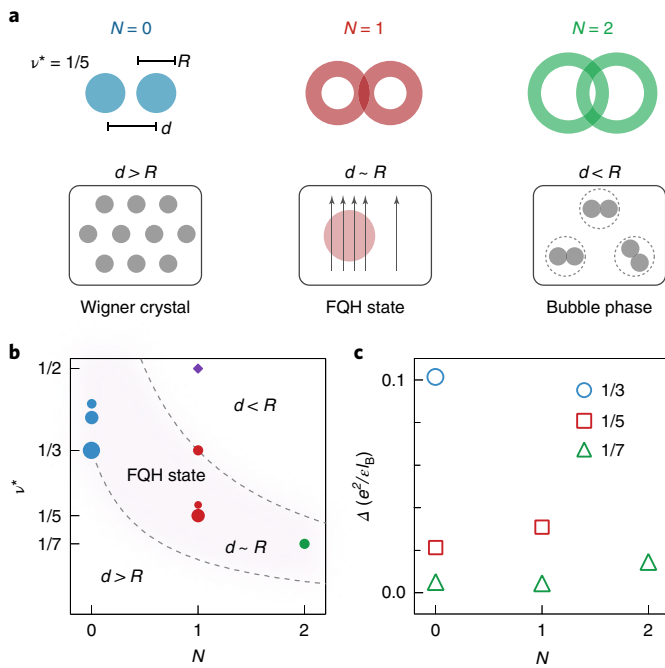 a
N = 0 N = 1 N = 2
ν* = 1/5
R
d
d > R d ~ R d < R
Wigner crystal FQH state Bubble phase
b
1/2
1/3
1/5
1/7
ν*
d < R
FQH state
d ~ R
d > R
0 1 2
N
c
0.1
0.0
Δ (e²/εl_B)
1/3
1/5
1/7
0 1 2
N